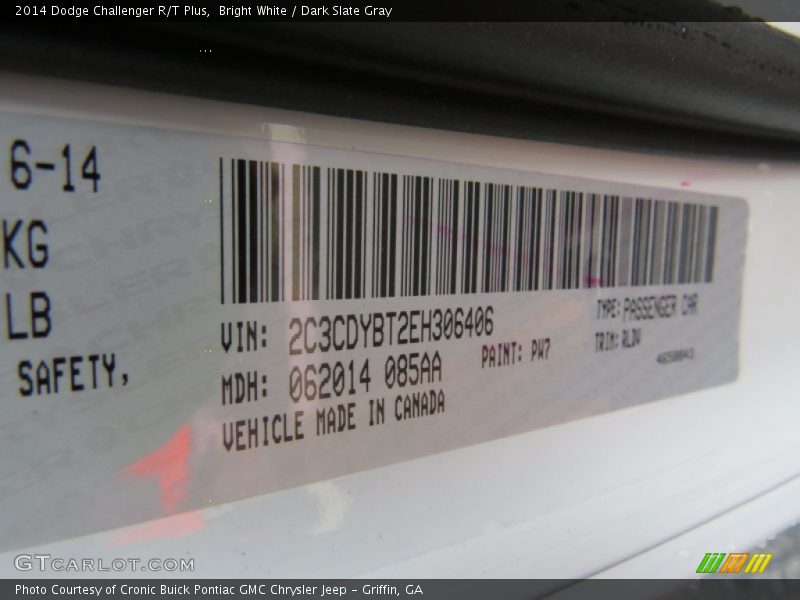 2014 Dodge Challenger R/T Plus,  Bright White / Dark Slate Gray
6-14
KG
LB
SAFETY,
VIN: 2C3CDYBT2EH306406
TYPE: PASSENGER CAR
MDH: 062014 085AA
PAINT: PW7
TRIM: RLDV
VEHICLE MADE IN CANADA
GTCARLOT.COM
Photo Courtesy of Cronic Buick Pontiac GMC Chrysler Jeep – Griffin, GA